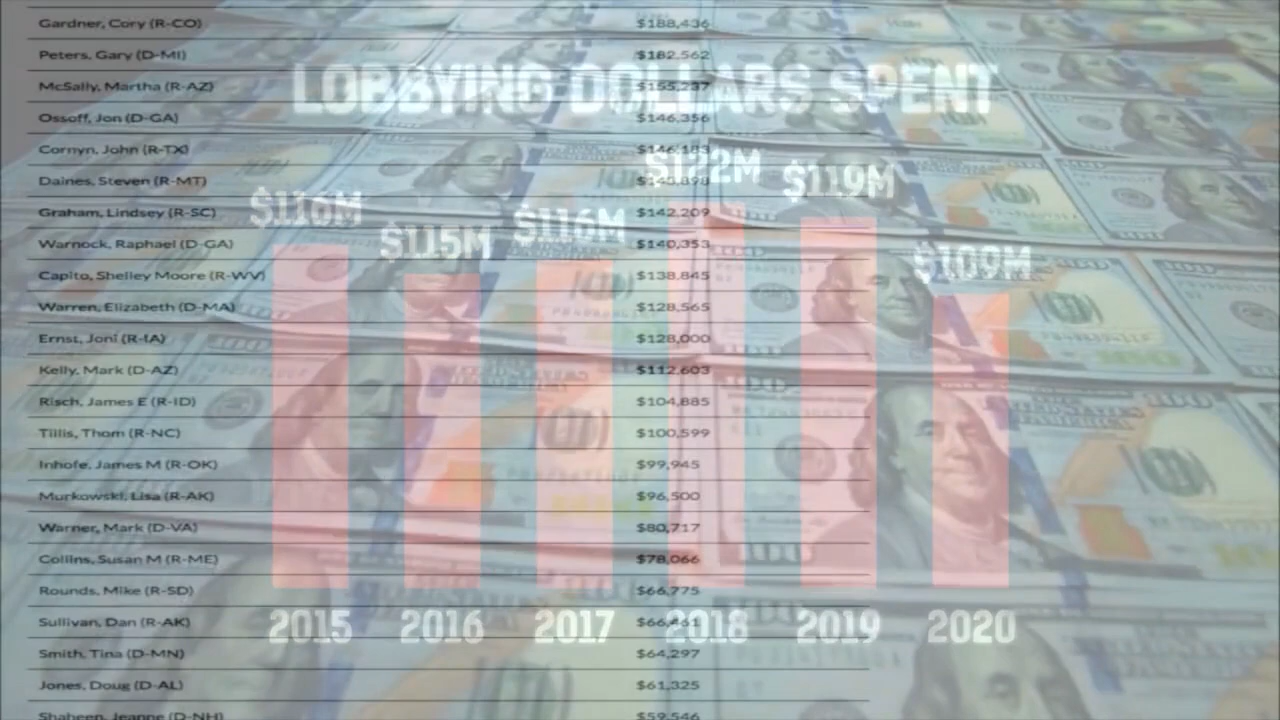 Gardner, Cory (R-CO) $188,436
Peters, Gary (D-MI) $182,562
McSally, Martha (R-AZ) $155,237
Ossoff, Jon (D-GA) $146,356
Cornyn, John (R-TX) $146,183
Daines, Steven (R-MT)
Graham, Lindsey (R-SC) $142,209
Warnock, Raphael (D-GA) $140,353
Capito, Shelley Moore (R-WV) $138,845
Warren, Elizabeth (D-MA) $128,565
Ernst, Joni (R-IA) $128,000
Kelly, Mark (D-AZ) $112,603
Risch, James E (R-ID) $104,885
Tillis, Thom (R-NC) $100,599
Inhofe, James M (R-OK) $99,945
Murkowski, Lisa (R-AK) $96,500
Warner, Mark (D-VA) $80,717
Collins, Susan M (R-ME) $78,066
Rounds, Mike (R-SD) $66,775
Sullivan, Dan (R-AK) $66,461
Smith, Tina (D-MN) $64,297
Jones, Doug (D-AL) $61,325
Shaheen, Jeanne (D-NH) $59,546
LOBBYING DOLLARS SPENT
$122M $119M
$115M $116M
$109M
2015 2016 2017 2018 2019 2020